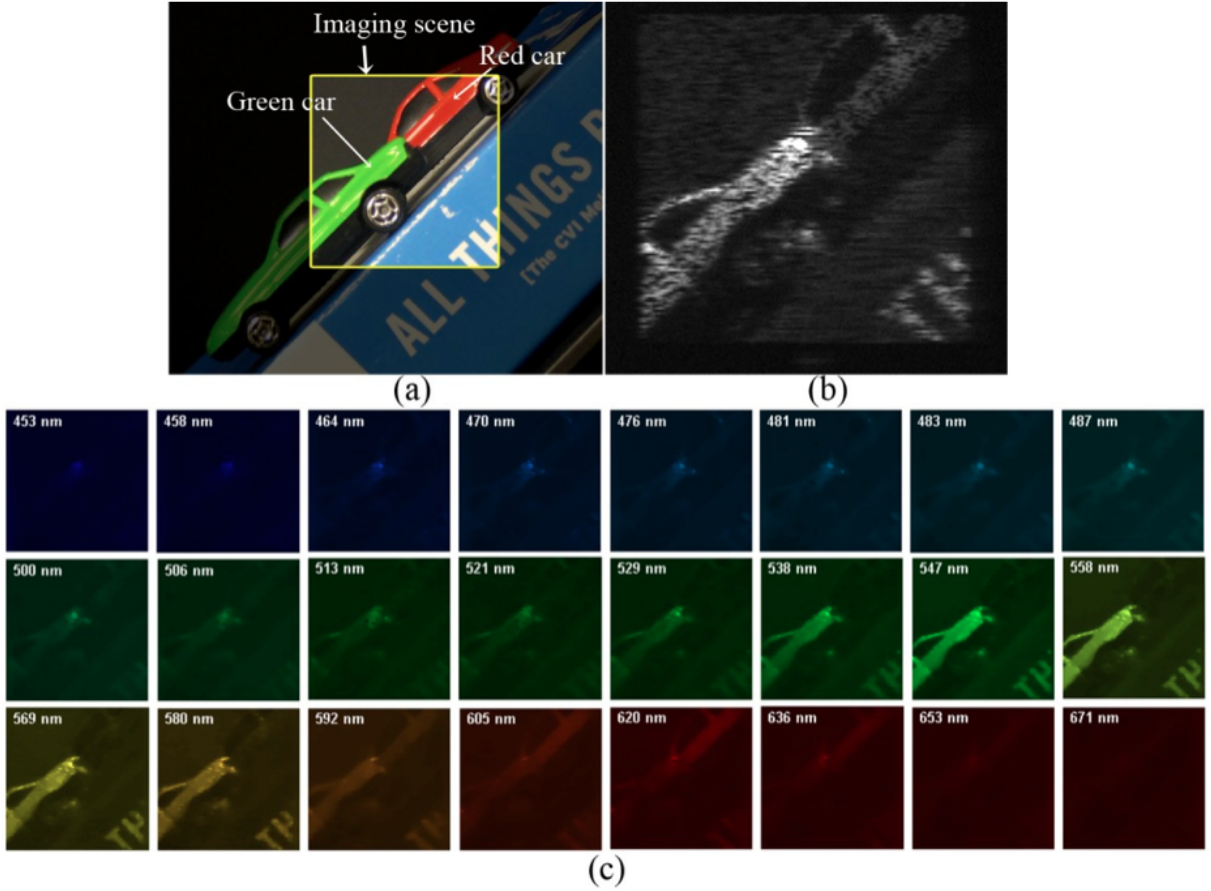 Imaging scene
Red car
Green car
ALL THINGS
[The CVI Mel
(a)
(b)
453 nm
458 nm
464 nm
470 nm
476 nm
481 nm
483 nm
487 nm
500 nm
506 nm
513 nm
521 nm
529 nm
538 nm
547 nm
558 nm
569 nm
580 nm
592 nm
605 nm
620 nm
636 nm
653 nm
671 nm
(c)